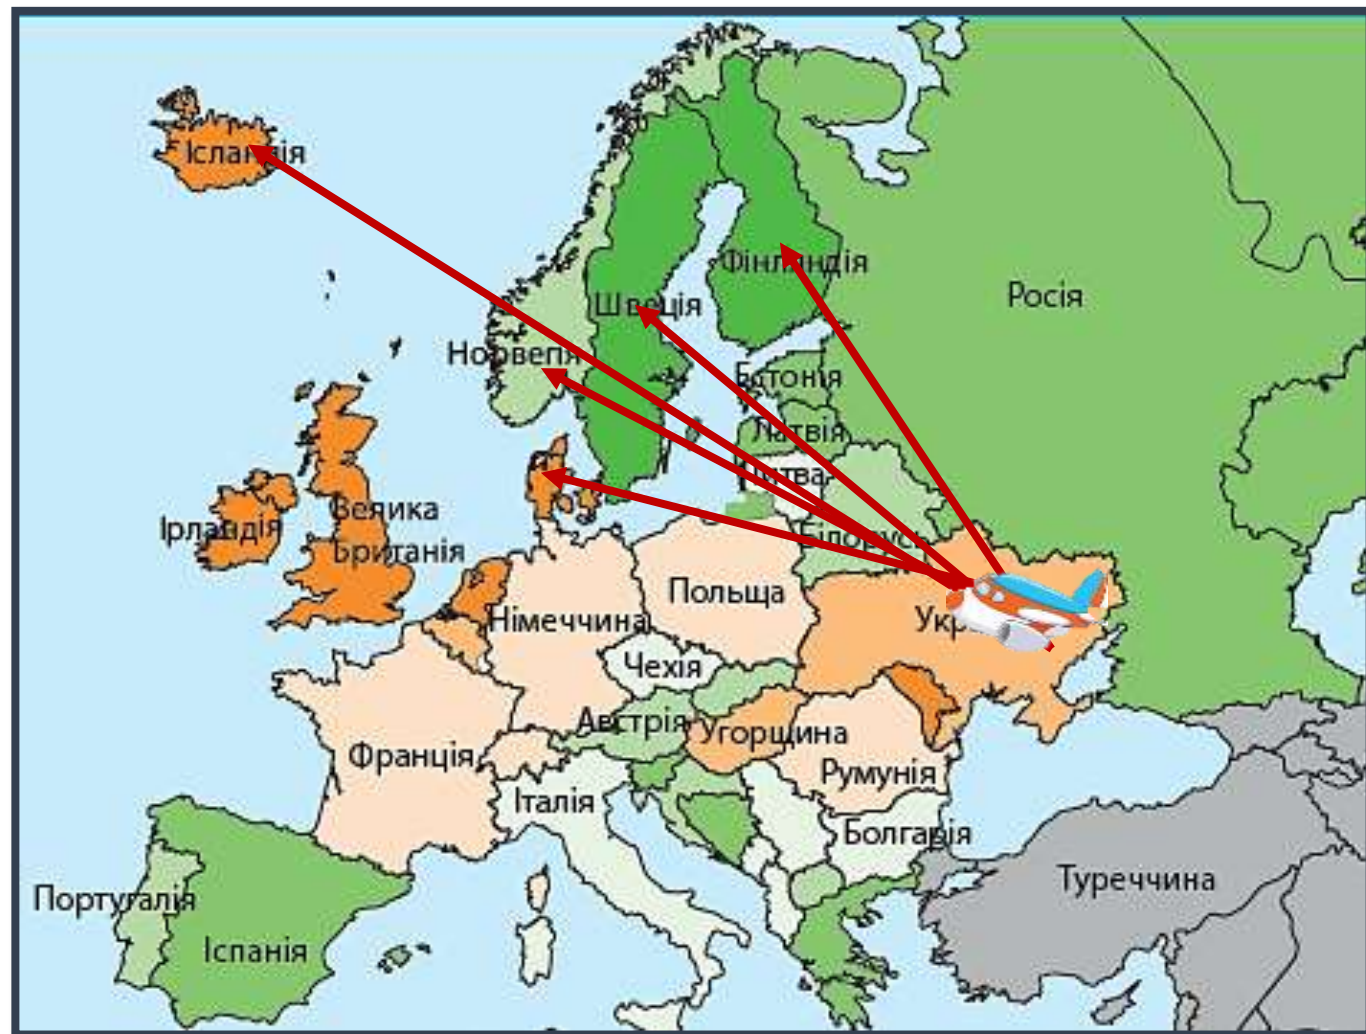 Ісландія
Фінляндія
Швеція
Росія
Норвегія
Естонія
Латвія
Литва
Велика
Британія
Ірландія
Білорусь
Польща
Німеччина
Укр
Чехія
Австрія
Угорщина
Франція
Румунія
Італія
Болгарія
Туреччина
Португалія
Іспанія